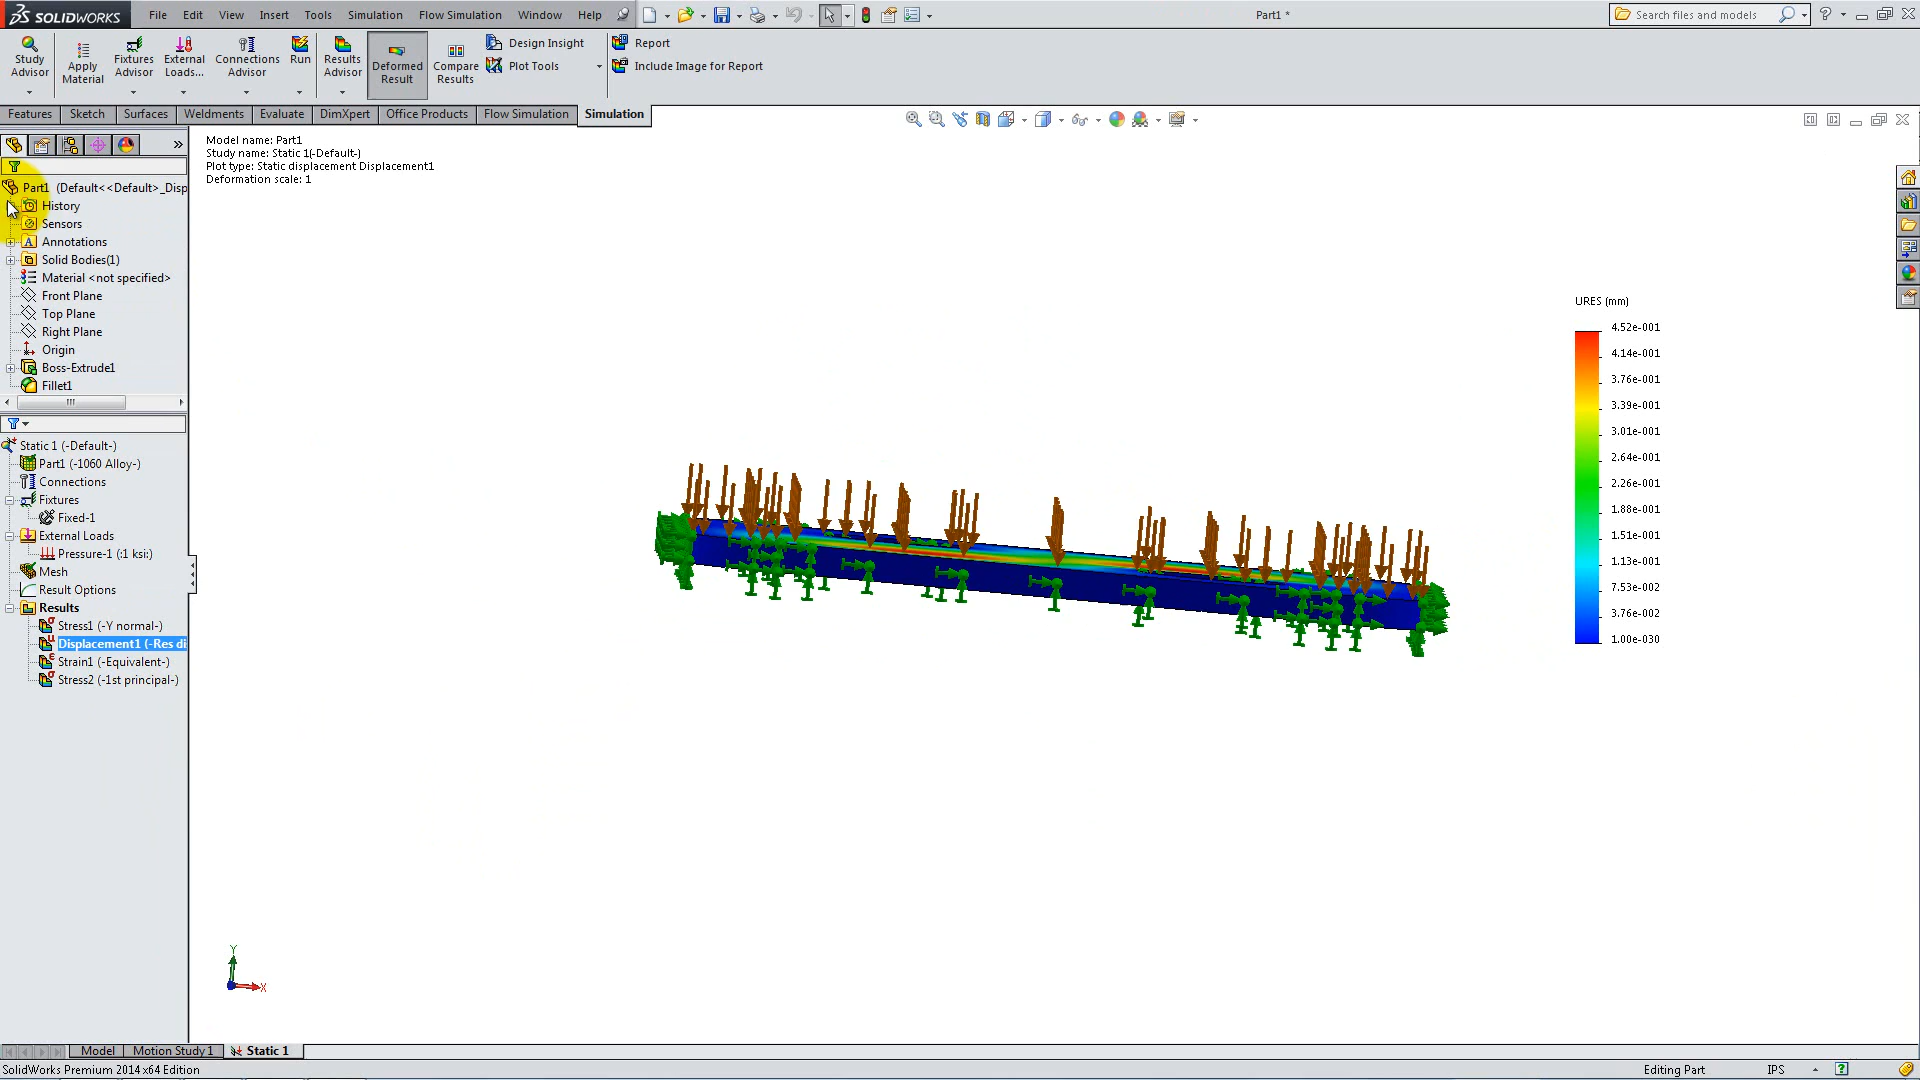 SOLIDWORKS File Edit View Insert Tools Simulation Flow Simulation Window Help Part1 * Search files and models
Study Advisor
Apply Material
Fixtures Advisor
External Loads...
Connections Advisor
Run
Results Advisor
Deformed Result
Compare Results
Design Insight
Plot Tools
Report
Include Image for Report
Features Sketch Surfaces Weldments Evaluate DimXpert Office Products Flow Simulation Simulation
Part1 (Default<<Default>_Disp
History
Sensors
Annotations
Solid Bodies(1)
Material <not specified>
Front Plane
Top Plane
Right Plane
Origin
Boss-Extrude1
Fillet1
Static 1 (-Default-)
Part1 (-1060 Alloy-)
Connections
Fixtures
Fixed-1
External Loads
Pressure-1 (:1 ksi:)
Mesh
Result Options
Results
Stress1 (-Y normal-)
Displacement1 (-Res di
Strain1 (-Equivalent-)
Stress2 (-1st principal-)
Model name: Part1
Study name: Static 1(-Default-)
Plot type: Static displacement Displacement1
Deformation scale: 1
URES (mm)
4.52e-001
4.14e-001
3.76e-001
3.39e-001
3.01e-001
2.64e-001
2.26e-001
1.88e-001
1.51e-001
1.13e-001
7.53e-002
3.76e-002
1.00e-030
Y
X
Model Motion Study 1 Static 1
SolidWorks Premium 2014 x64 Edition Editing Part IPS